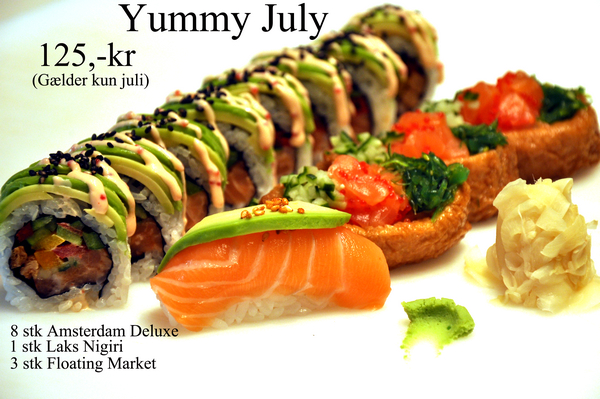 Yummy July
125,-kr
(Gælder kun juli)
8 stk Amsterdam Deluxe
1 stk Laks Nigiri
3 stk Floating Market